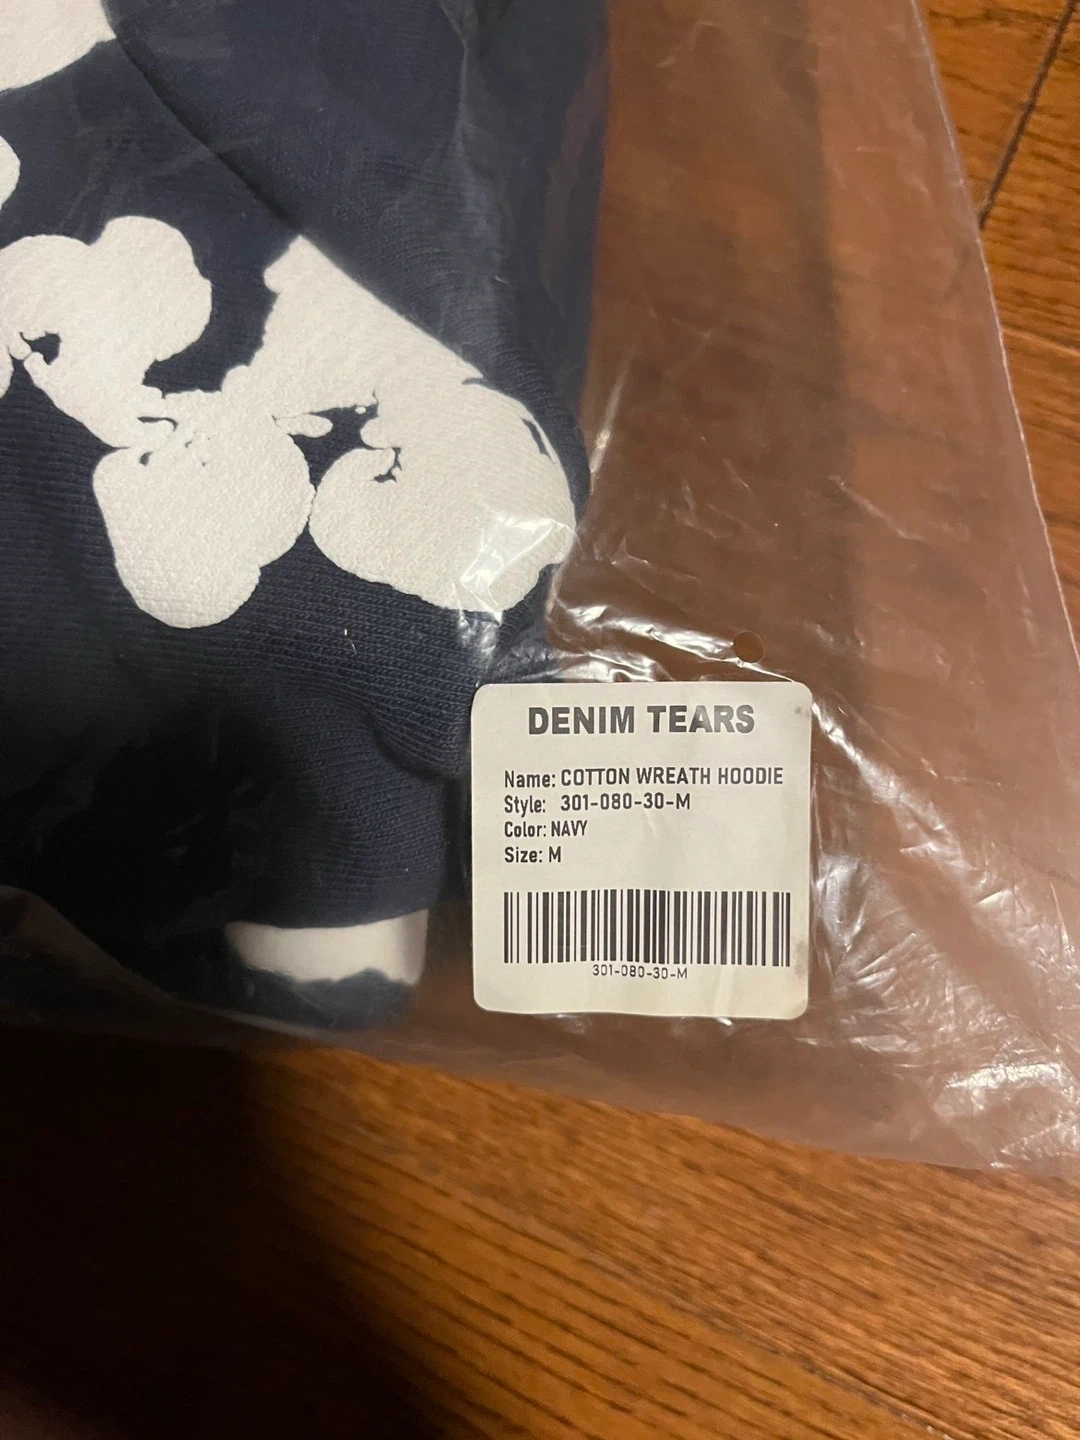 DENIM TEARS
Name: COTTON WREATH HOODIE
Style: 301-080-30-M
Color: NAVY
Size: M
301-080-30-M